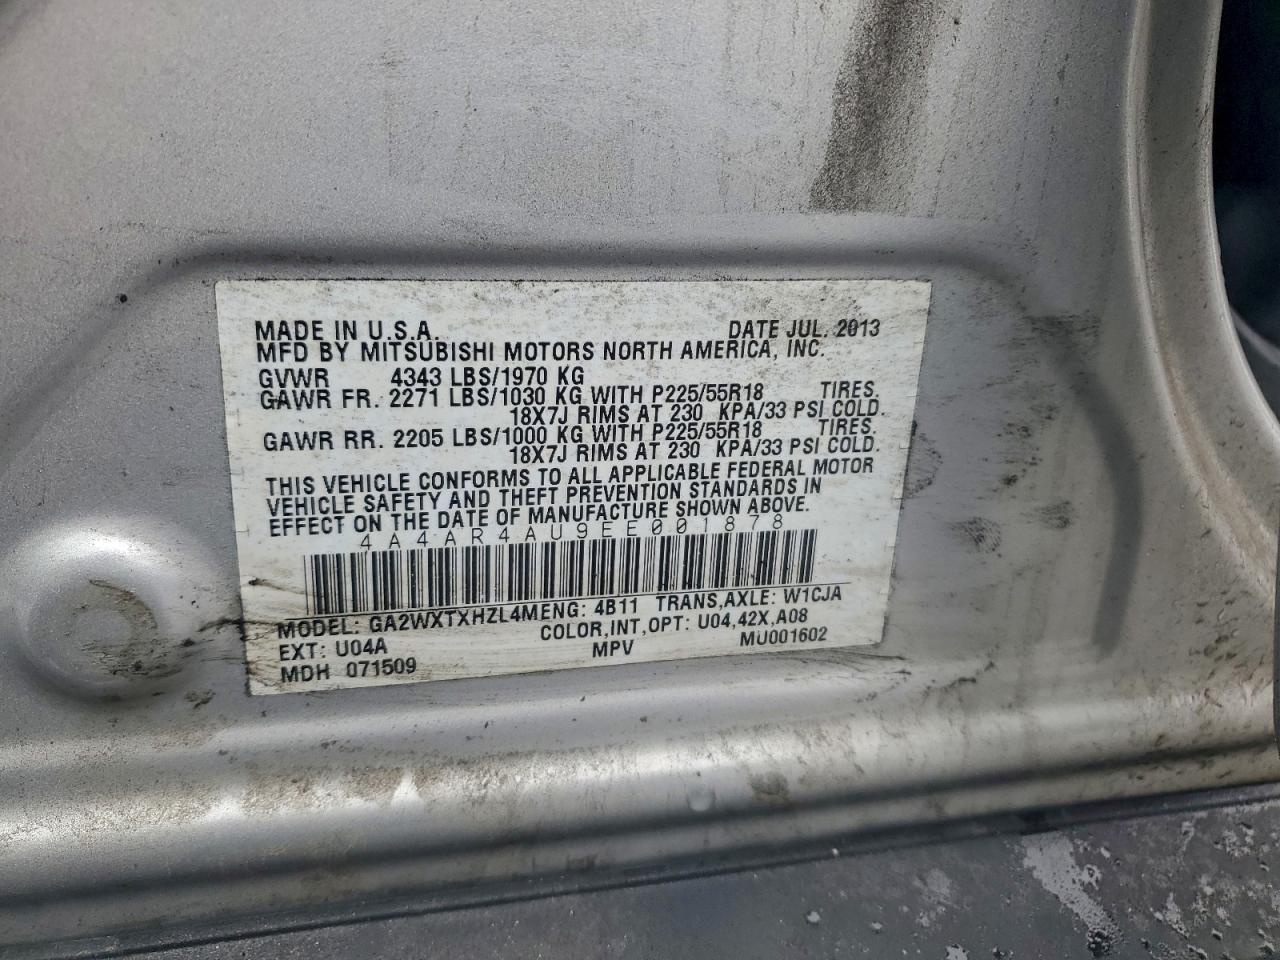 MADE IN U.S.A. DATE JUL. 2013
MFD BY MITSUBISHI MOTORS NORTH AMERICA, INC.
GVWR 4343 LBS/1970 KG
GAWR FR. 2271 LBS/1030 KG WITH P225/55R18 TIRES.
18X7J RIMS AT 230 KPA/33 PSI COLD.
GAWR RR. 2205 LBS/1000 KG WITH P225/55R18 TIRES.
18X7J RIMS AT 230 KPA/33 PSI COLD.
THIS VEHICLE CONFORMS TO ALL APPLICABLE FEDERAL MOTOR
VEHICLE SAFETY AND THEFT PREVENTION STANDARDS IN
EFFECT ON THE DATE OF MANUFACTURE SHOWN ABOVE.
4A4AR4AU9EE001878
MODEL: GA2WXTXHZL4MENG: 4B11 TRANS,AXLE: W1CJA
EXT: U04A COLOR,INT,OPT: U04,42X,A08
MDH 071509 MPV MU001602